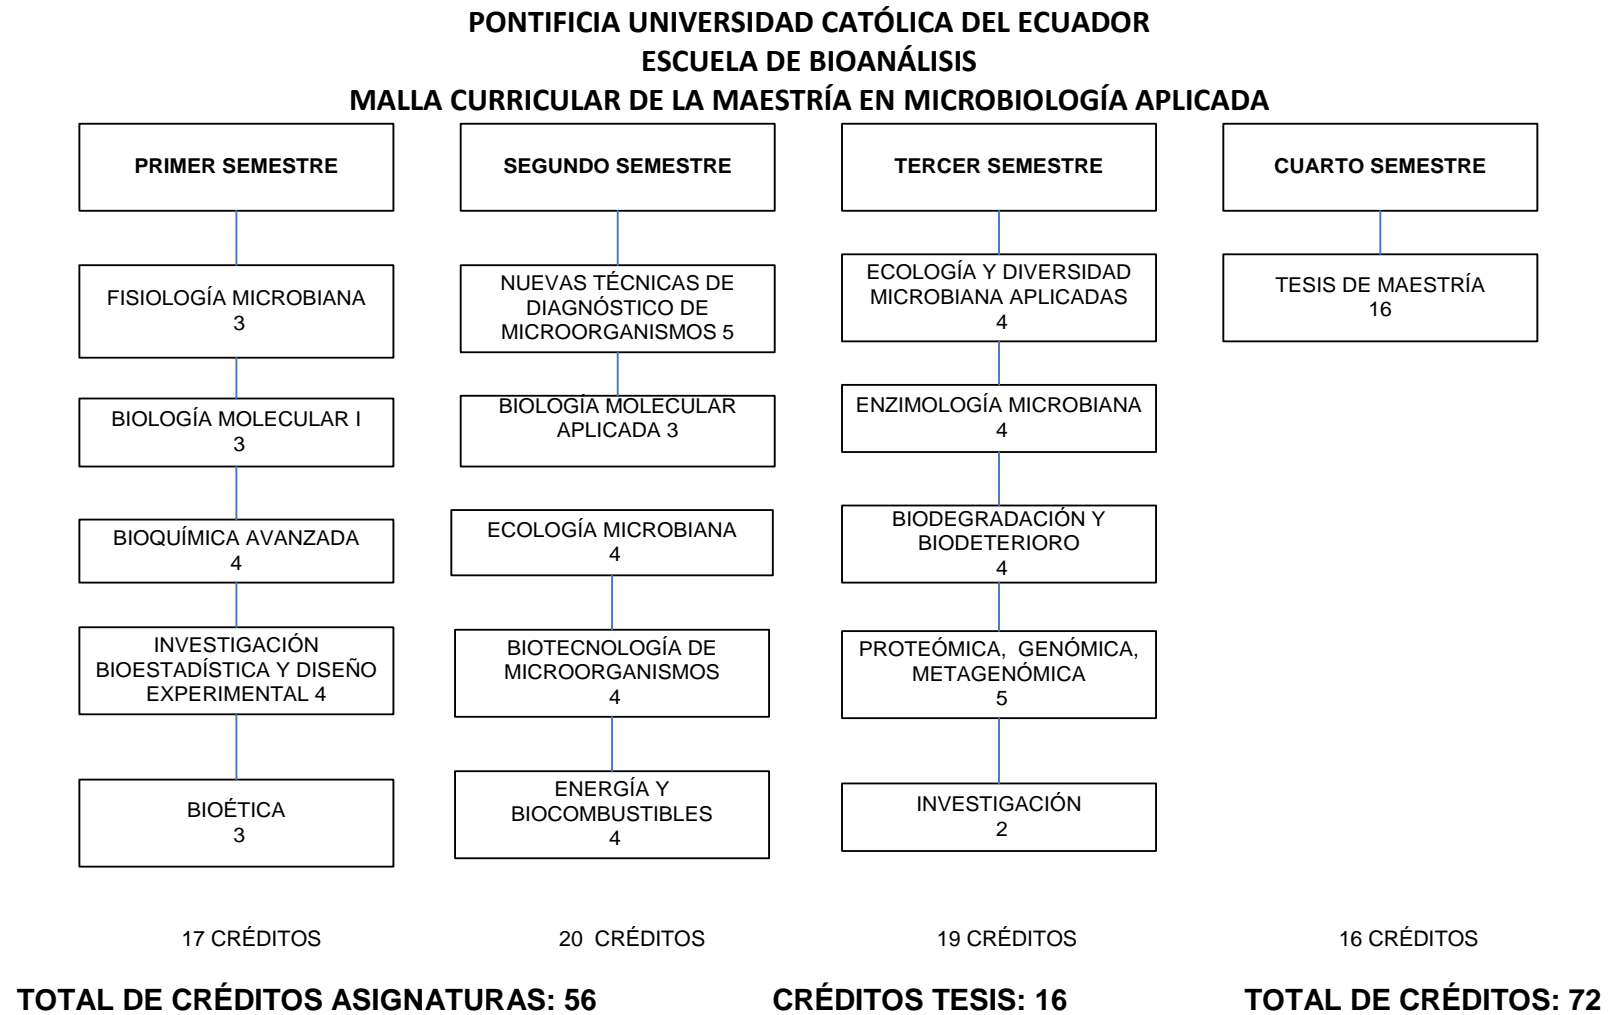 PONTIFICIA UNIVERSIDAD CATÓLICA DEL ECUADOR
ESCUELA DE BIOANÁLISIS
MALLA CURRICULAR DE LA MAESTRÍA EN MICROBIOLOGÍA APLICADA
PRIMER SEMESTRE
FISIOLOGÍA MICROBIANA
3
BIOLOGÍA MOLECULAR I
3
BIOQUÍMICA AVANZADA
4
INVESTIGACIÓN
BIOESTADÍSTICA Y DISEÑO
EXPERIMENTAL 4
BIOÉTICA
3
17 CRÉDITOS
SEGUNDO SEMESTRE
NUEVAS TÉCNICAS DE
DIAGNÓSTICO DE
MICROORGANISMOS 5
BIOLOGÍA MOLECULAR
APLICADA 3
ECOLOGÍA MICROBIANA
4
BIOTECNOLOGÍA DE
MICROORGANISMOS
4
ENERGÍA Y
BIOCOMBUSTIBLES
4
20 CRÉDITOS
TERCER SEMESTRE
ECOLOGÍA Y DIVERSIDAD
MICROBIANA APLICADAS
4
ENZIMOLOGÍA MICROBIANA
4
BIODEGRADACIÓN Y
BIODETERIORO
4
PROTEÓMICA, GENÓMICA,
METAGENÓMICA
5
INVESTIGACIÓN
2
19 CRÉDITOS
CUARTO SEMESTRE
TESIS DE MAESTRÍA
16
16 CRÉDITOS
TOTAL DE CRÉDITOS ASIGNATURAS: 56
CRÉDITOS TESIS: 16
TOTAL DE CRÉDITOS: 72